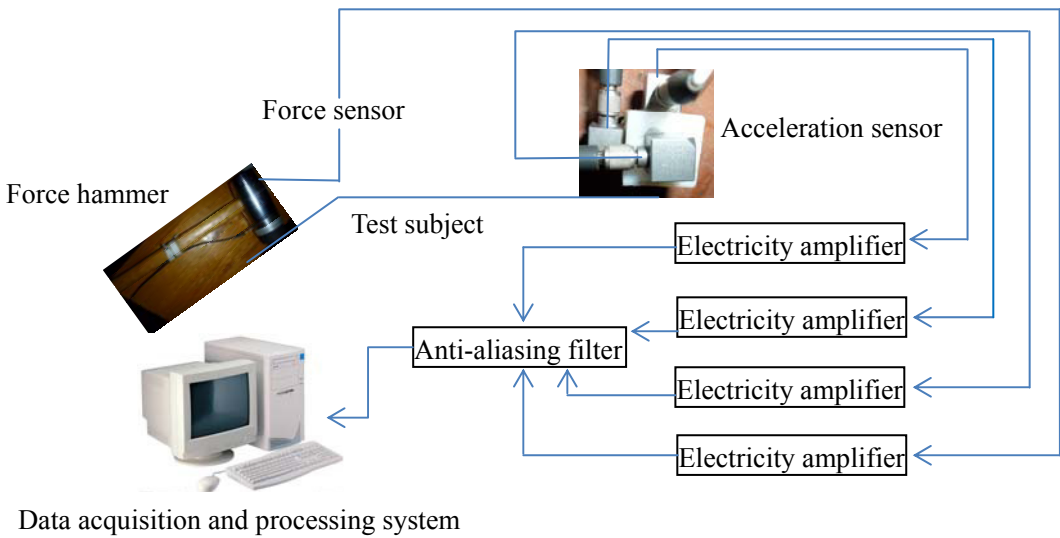 Force sensor
Acceleration sensor
Force hammer
Test subject
Electricity amplifier
Electricity amplifier
Anti-aliasing filter
Electricity amplifier
Electricity amplifier
Data acquisition and processing system